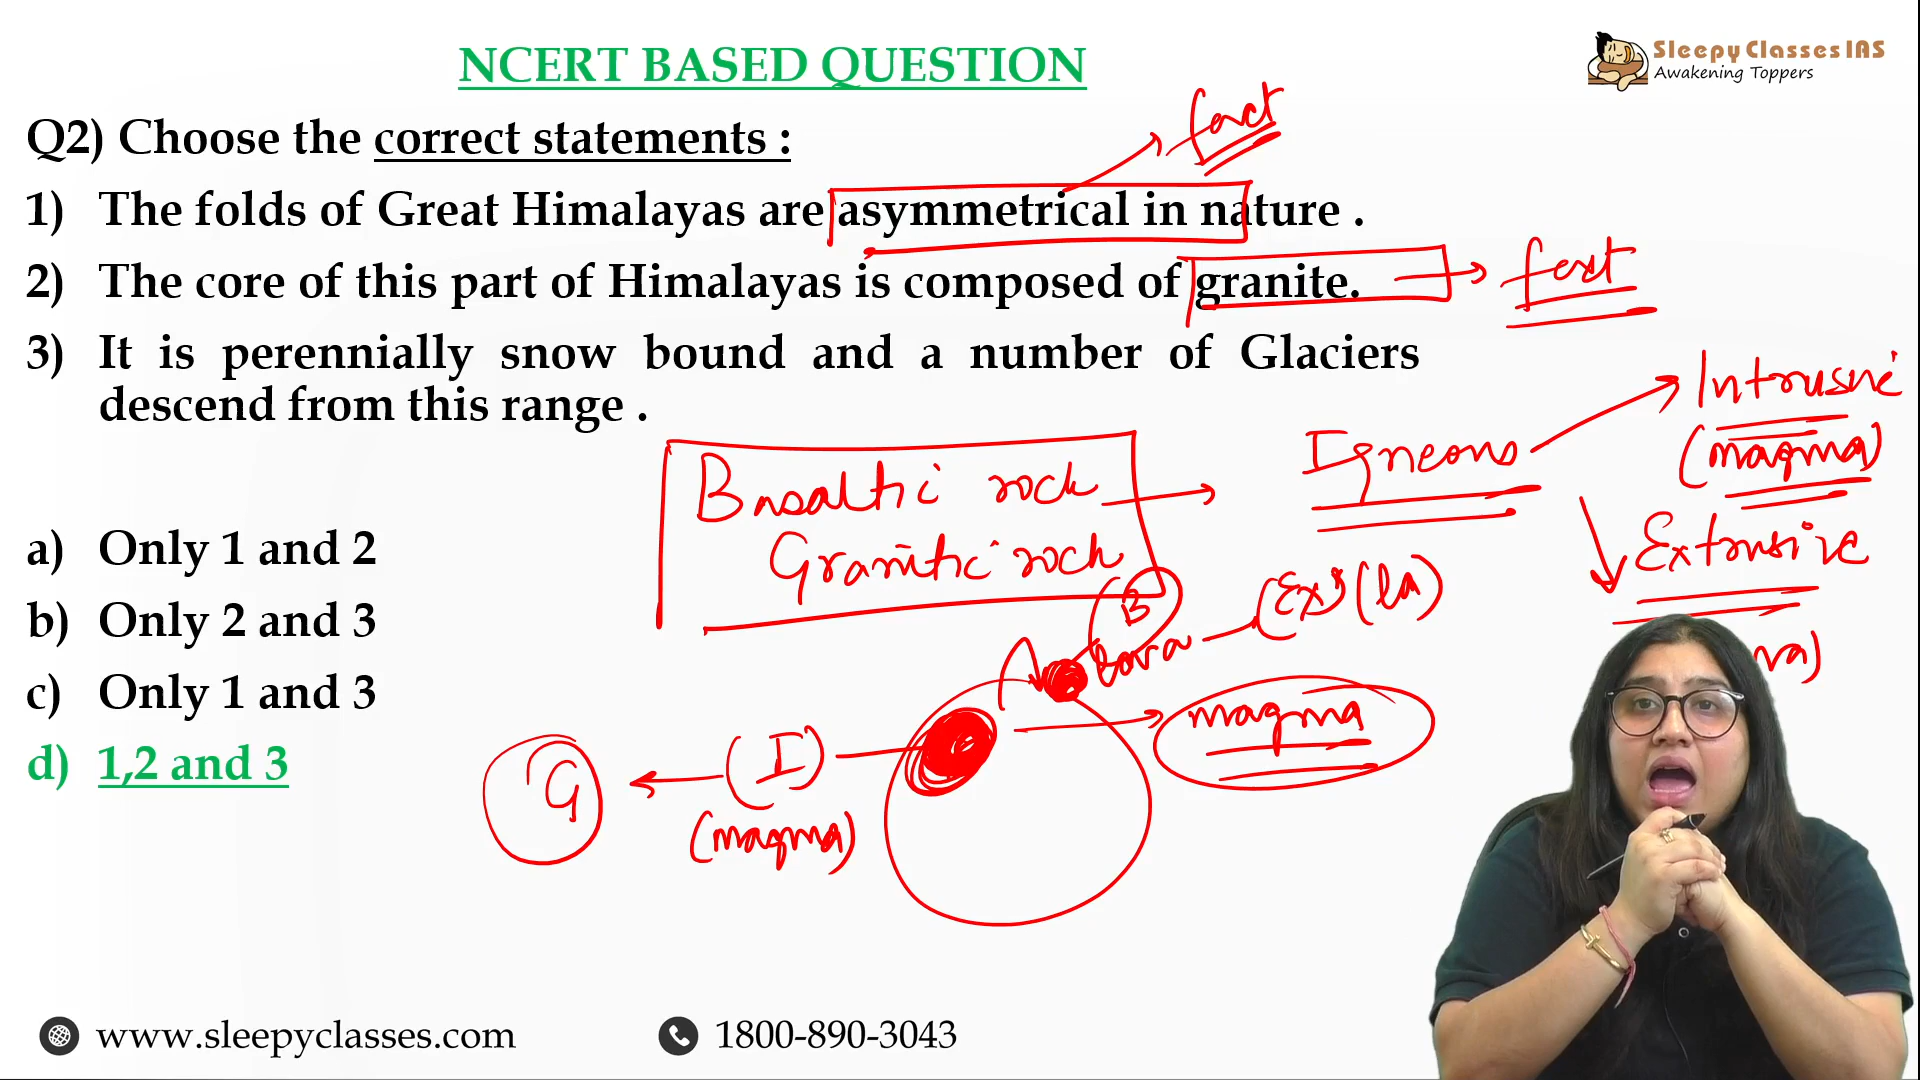 NCERT BASED QUESTION
Sleepy Classes IAS
Awakening Toppers
fact
Q2) Choose the correct statements :
1) The folds of Great Himalayas are asymmetrical in nature .
2) The core of this part of Himalayas is composed of granite.
fact
3) It is perennially snow bound and a number of Glaciers
descend from this range .
Intrusive
(magma)
Igneous
Basaltic rock
Granitic rock
Extrusive
a) Only 1 and 2
b) Only 2 and 3
B
lava
c) Only 1 and 3
magma
d) 1,2 and 3
(I)
G
(magma)
www.sleepyclasses.com
1800-890-3043